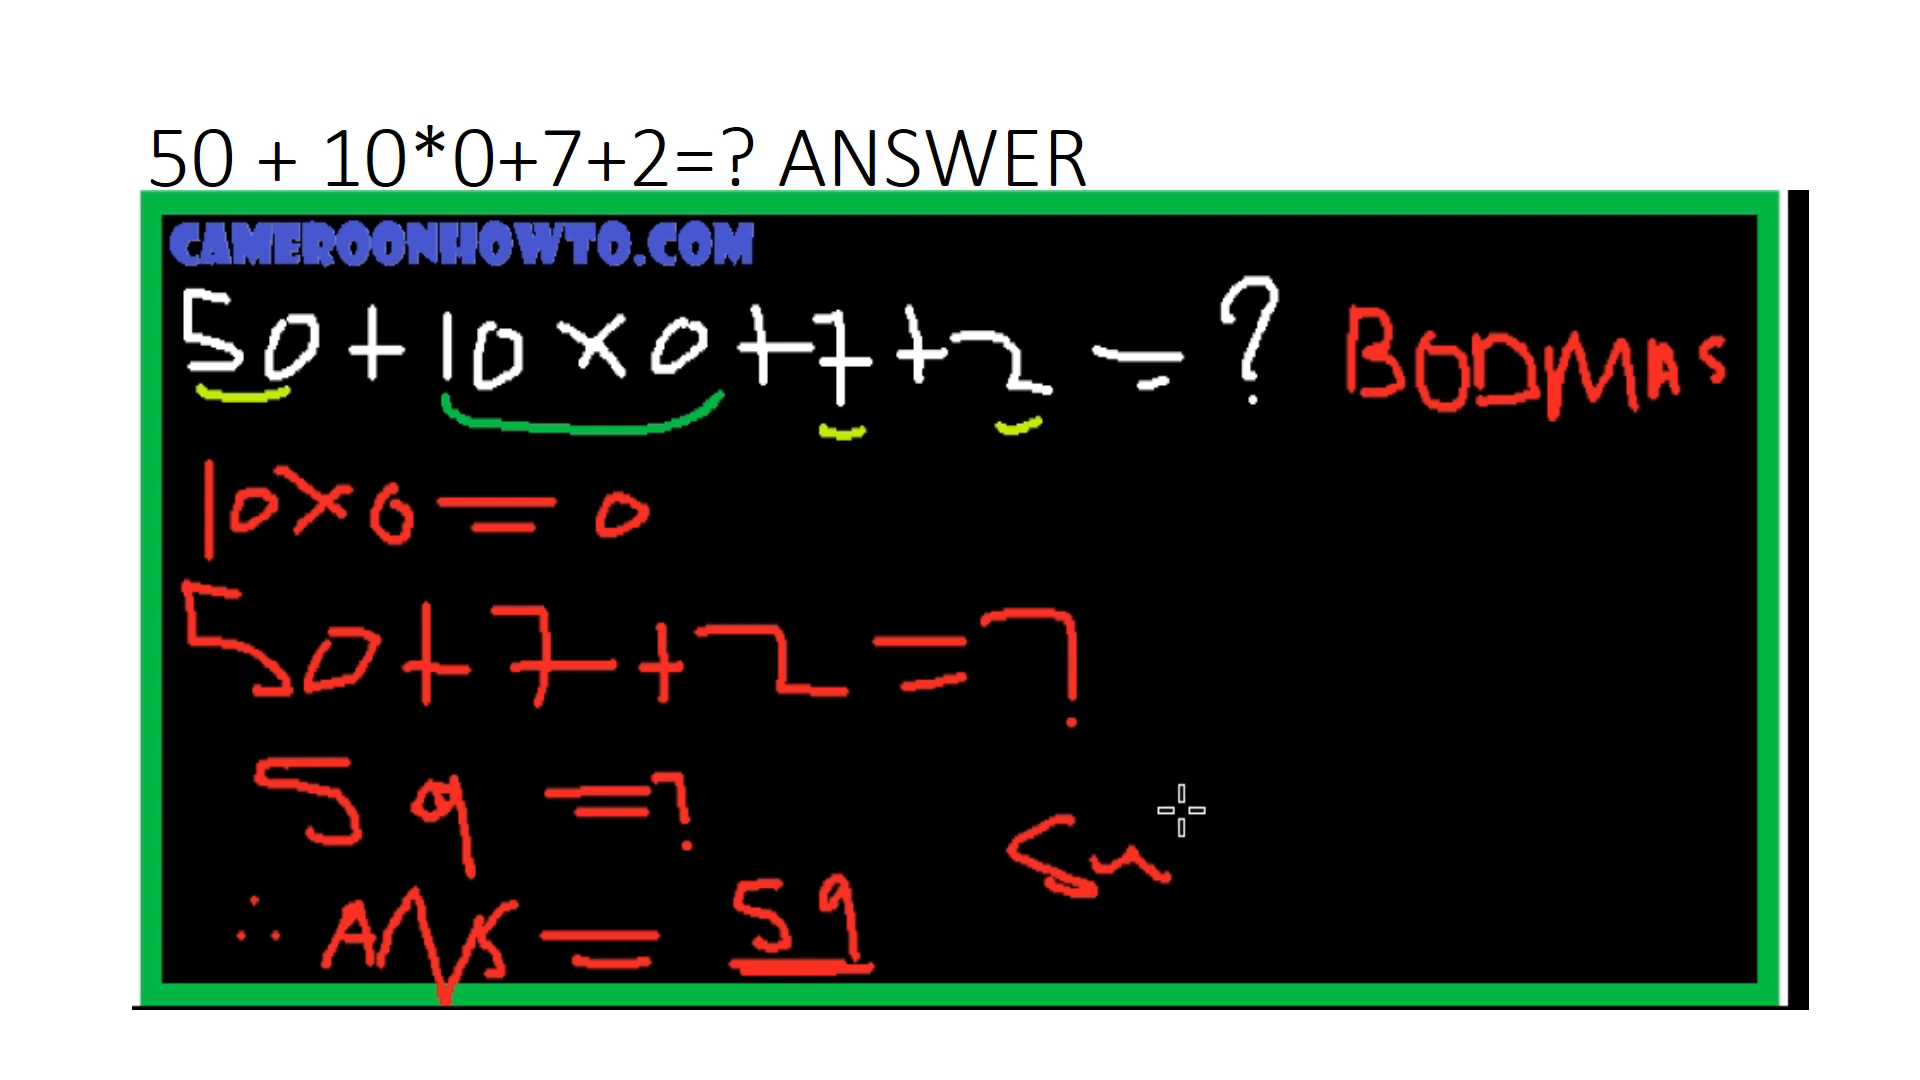 50 + 10*0+7+2=? ANSWER
CAMEROONHOWTO.COM
50+10×0+7+2=? BODMAS
10×0=0
50+7+2=?
59=?
∴ ANS=59